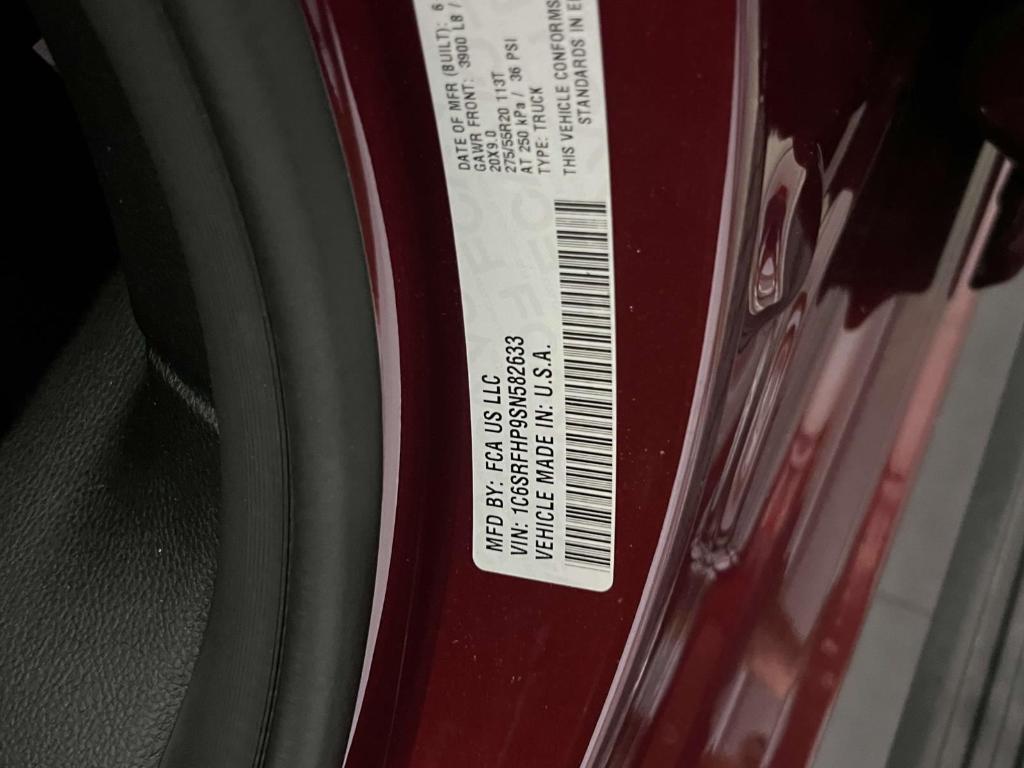 MFD BY: FCA US LLC
VIN: 1C6SRFHP9SN582633
VEHICLE MADE IN: U.S.A.
DATE OF MFR (BUILT): 6
GAWR FRONT: 3900 LB /
20X9.0
275/55R20 113T
AT 250 kPa / 36 PSI
TYPE: TRUCK
THIS VEHICLE CONFORMS
STANDARDS IN